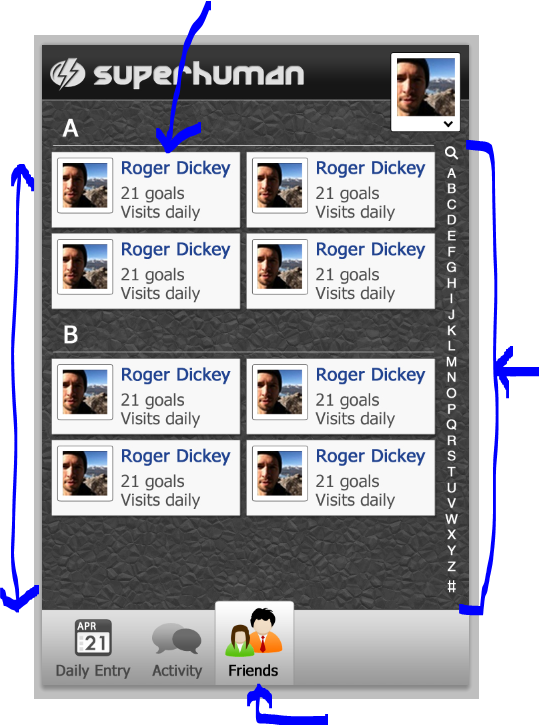 superhuman
A
Roger Dickey Roger Dickey
21 goals 21 goals
Visits daily Visits daily
Roger Dickey Roger Dickey
21 goals 21 goals
Visits daily Visits daily
B
Roger Dickey Roger Dickey
21 goals 21 goals
Visits daily Visits daily
Roger Dickey Roger Dickey
21 goals 21 goals
Visits daily Visits daily
A
B
C
D
E
F
G
H
I
J
K
L
M
N
O
P
Q
R
S
T
U
V
W
X
Y
Z
#
APR
21
Daily Entry Activity Friends